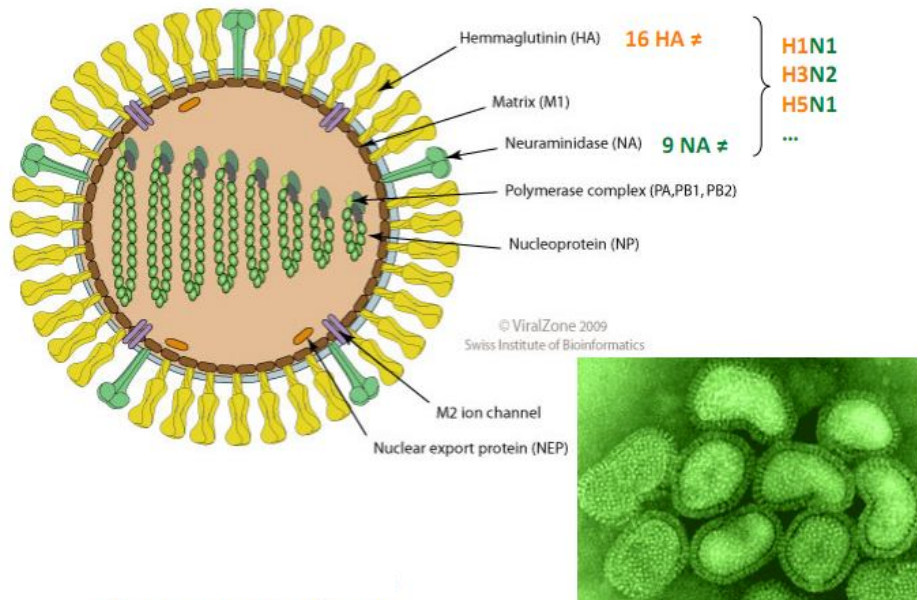 Hemmaglutinin (HA) 16 HA ≠
H1N1
H3N2
H5N1
...
Matrix (M1)
Neuraminidase (NA) 9 NA ≠
Polymerase complex (PA,PB1, PB2)
Nucleoprotein (NP)
© ViralZone 2009
Swiss Institute of Bioinformatics
M2 ion channel
Nuclear export protein (NEP)